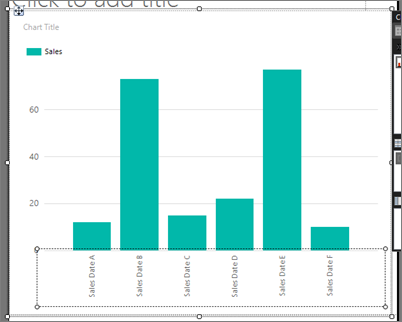 click to add title
Chart Title
Sales
60
40
20
Sales Date A
Sales Date B
Sales Date C
Sales Date D
Sales DateE
Sales Date F